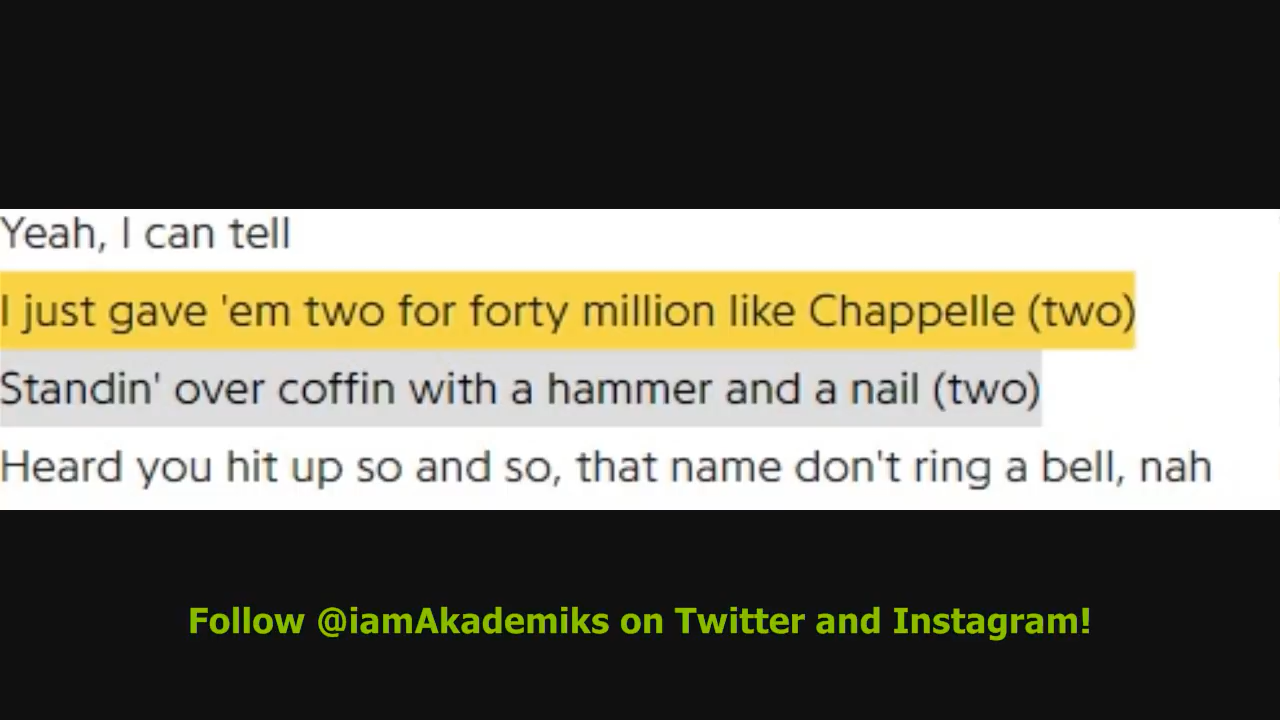 Yeah, I can tell
I just gave 'em two for forty million like Chappelle (two)
Standin' over coffin with a hammer and a nail (two)
Heard you hit up so and so, that name don't ring a bell, nah
Follow @iamAkademiks on Twitter and Instagram!